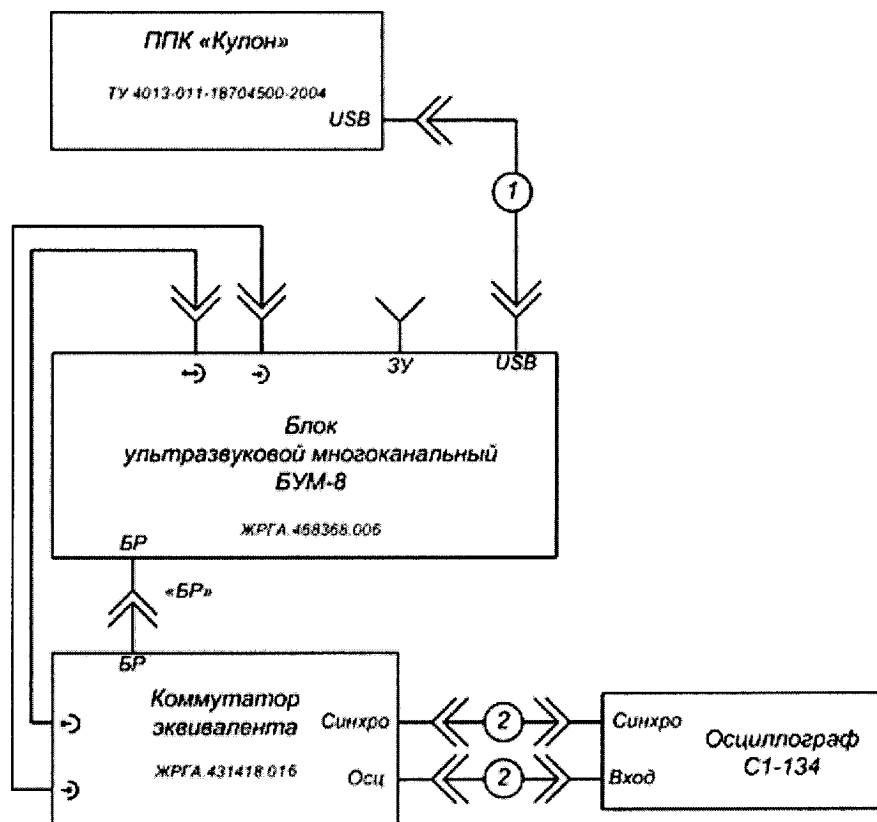 ППК «Кулон»
ТУ 4013-011-18704500-2004
USB
1
ЗУ
USB
Блок
ультразвуковой многоканальный
БУМ-8
ЖРГА.468368.006
БР
«БР»
БР
Коммутатор
эквивалента
ЖРГА.431418.016
Синхро
Осц
2
2
Синхро
Вход
Осциллограф
С1-134